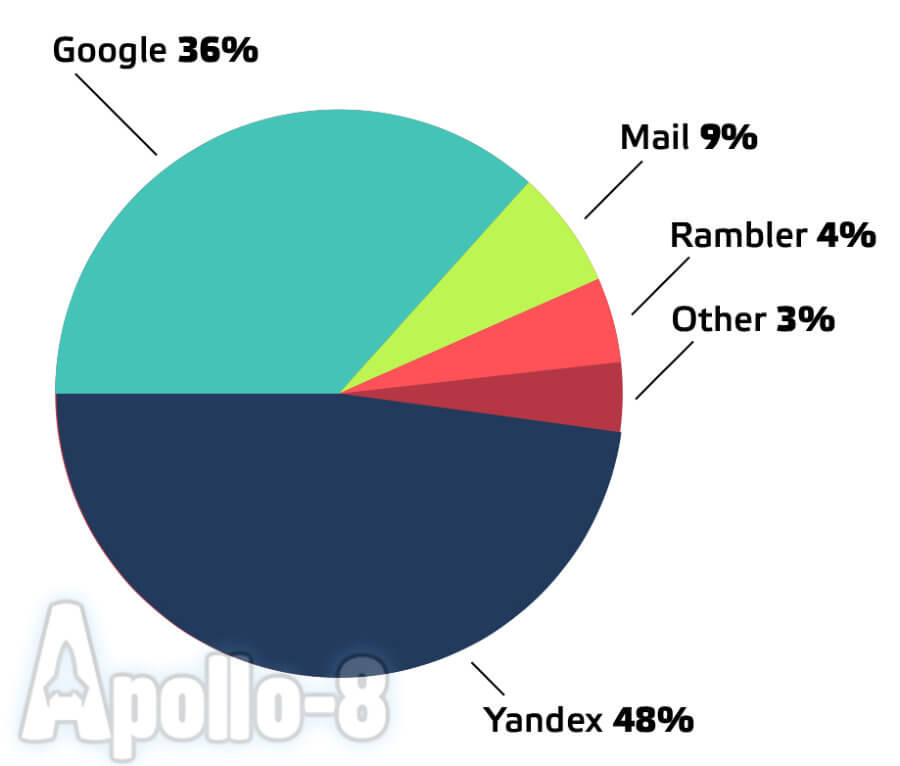 Google 36%
Mail 9%
Rambler 4%
Other 3%
Yandex 48%
Apollo-8